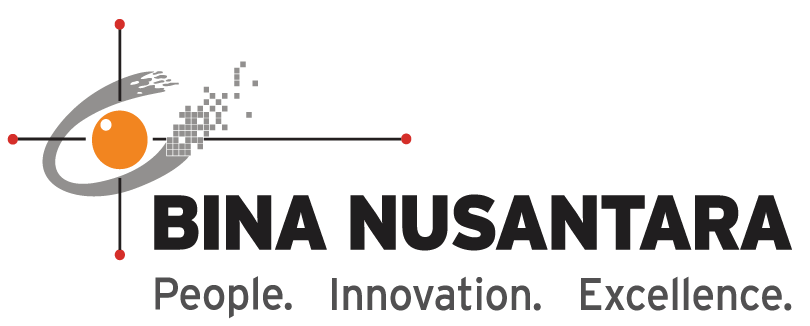 BINA NUSANTARA
People. Innovation. Excellence.